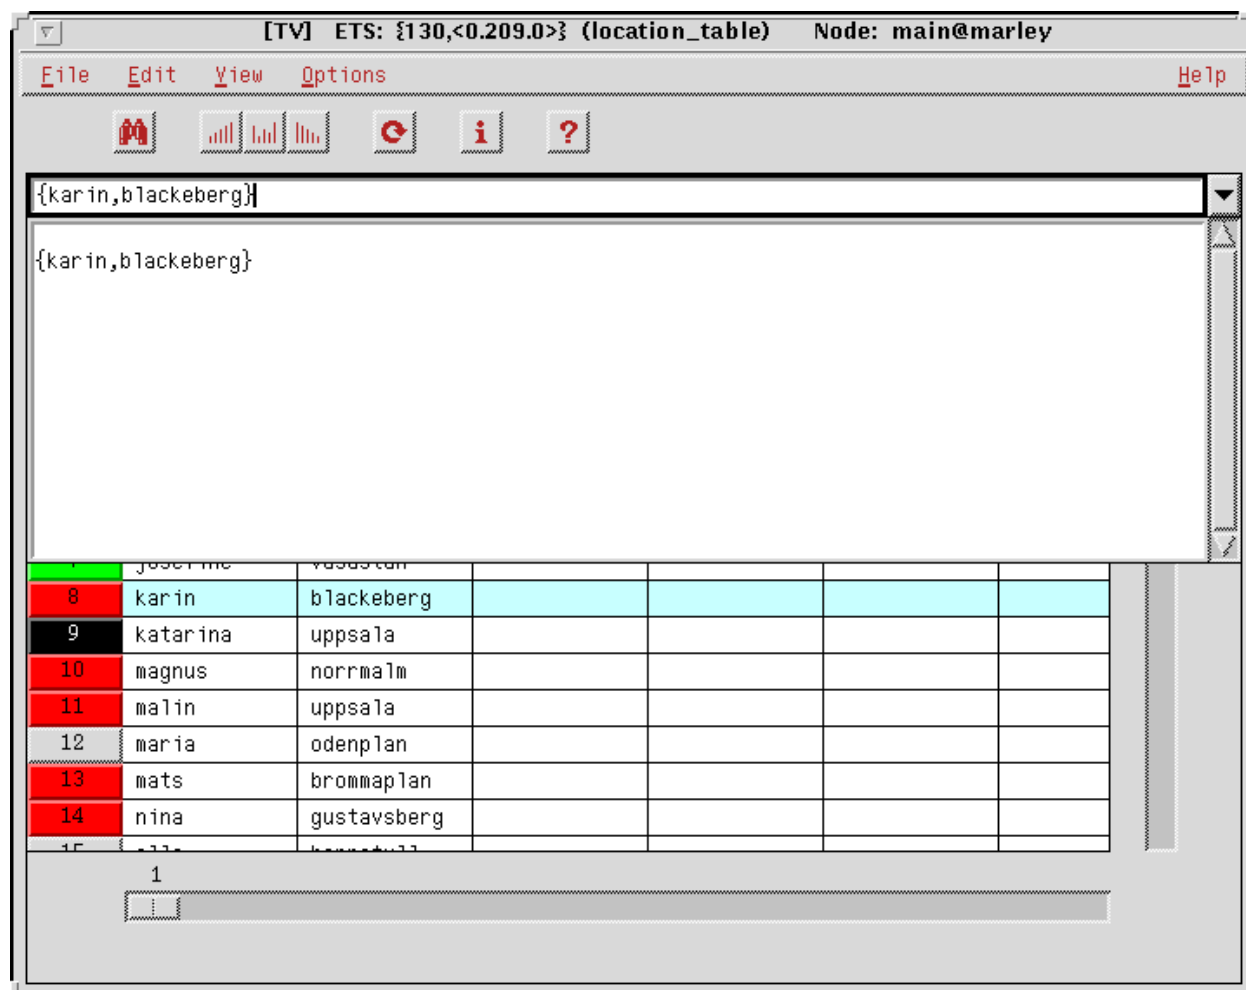 [TV] ETS: {130,<0.209.0>} (location_table) Node: main@marley
File Edit View Options Help
i ?
{karin,blackeberg}
{karin,blackeberg}
8 karin blackeberg
9 katarina uppsala
10 magnus norrmalm
11 malin uppsala
12 maria odenplan
13 mats brommaplan
14 nina gustavsberg
1